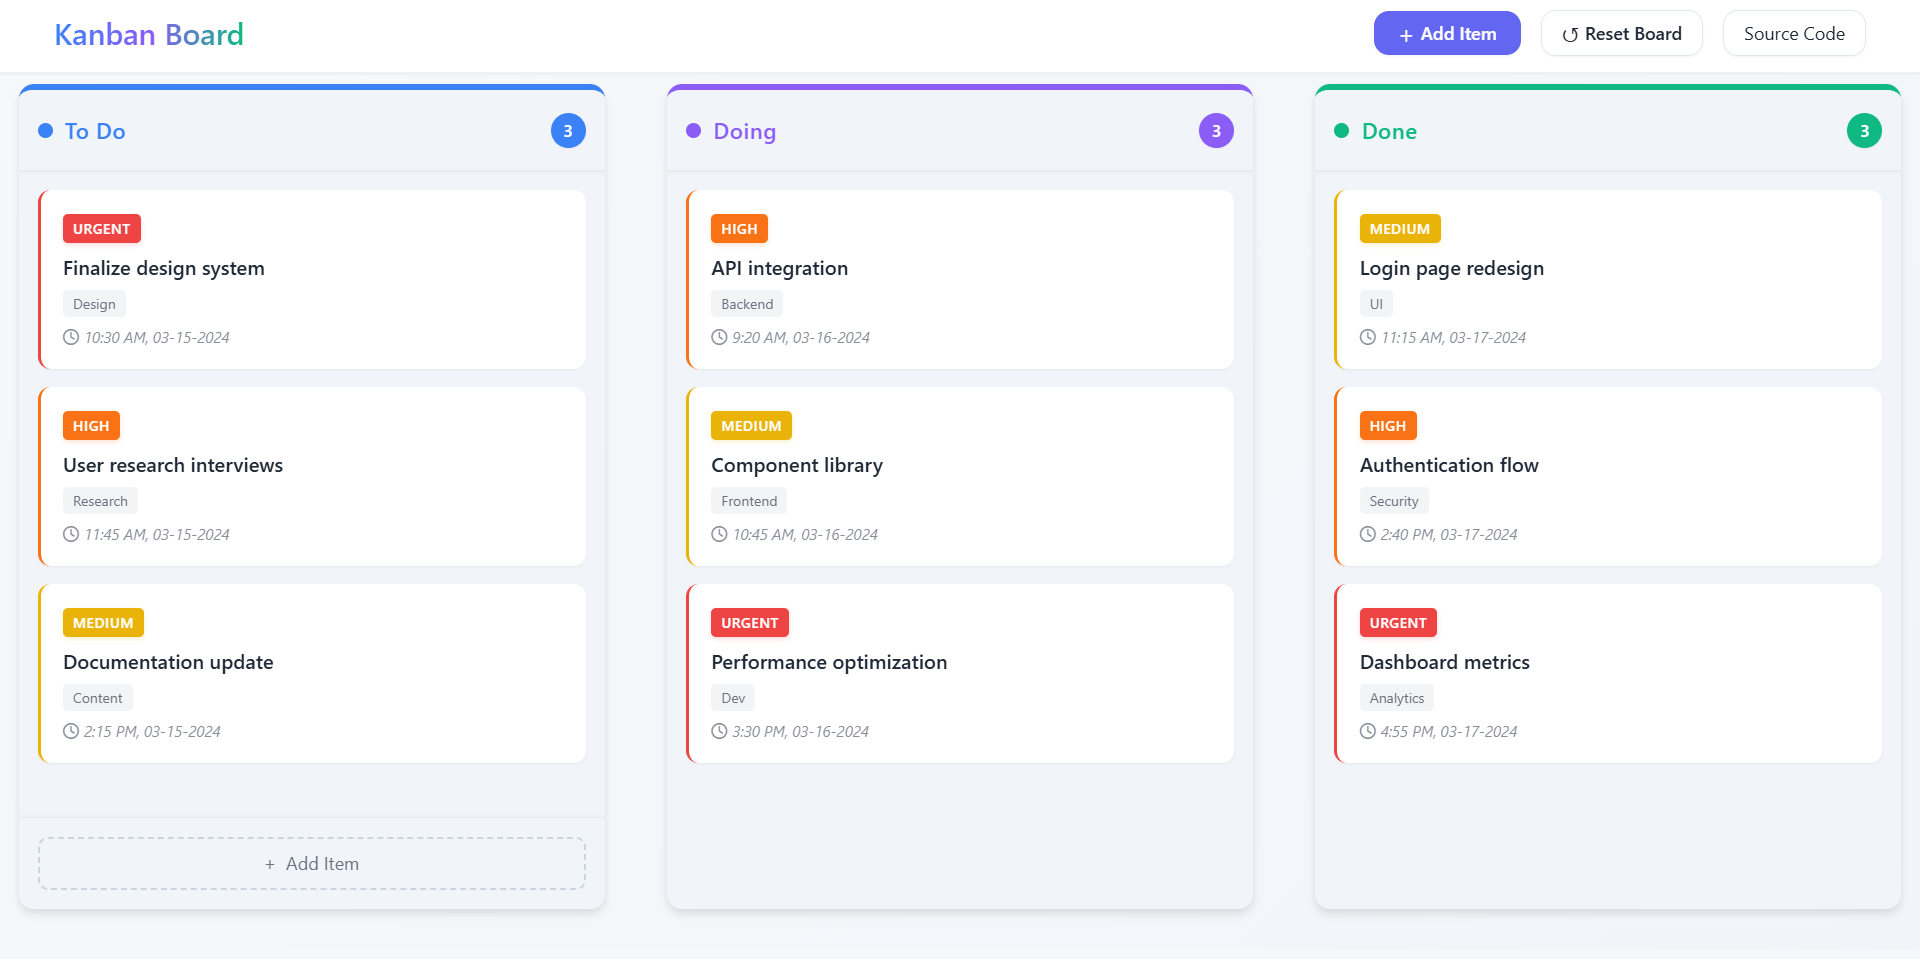 Kanban Board
+ Add Item
Reset Board
Source Code
To Do
3
URGENT
Finalize design system
Design
10:30 AM, 03-15-2024
HIGH
User research interviews
Research
11:45 AM, 03-15-2024
MEDIUM
Documentation update
Content
2:15 PM, 03-15-2024
+ Add Item
Doing
3
HIGH
API integration
Backend
9:20 AM, 03-16-2024
MEDIUM
Component library
Frontend
10:45 AM, 03-16-2024
URGENT
Performance optimization
Dev
3:30 PM, 03-16-2024
Done
3
MEDIUM
Login page redesign
UI
11:15 AM, 03-17-2024
HIGH
Authentication flow
Security
2:40 PM, 03-17-2024
URGENT
Dashboard metrics
Analytics
4:55 PM, 03-17-2024